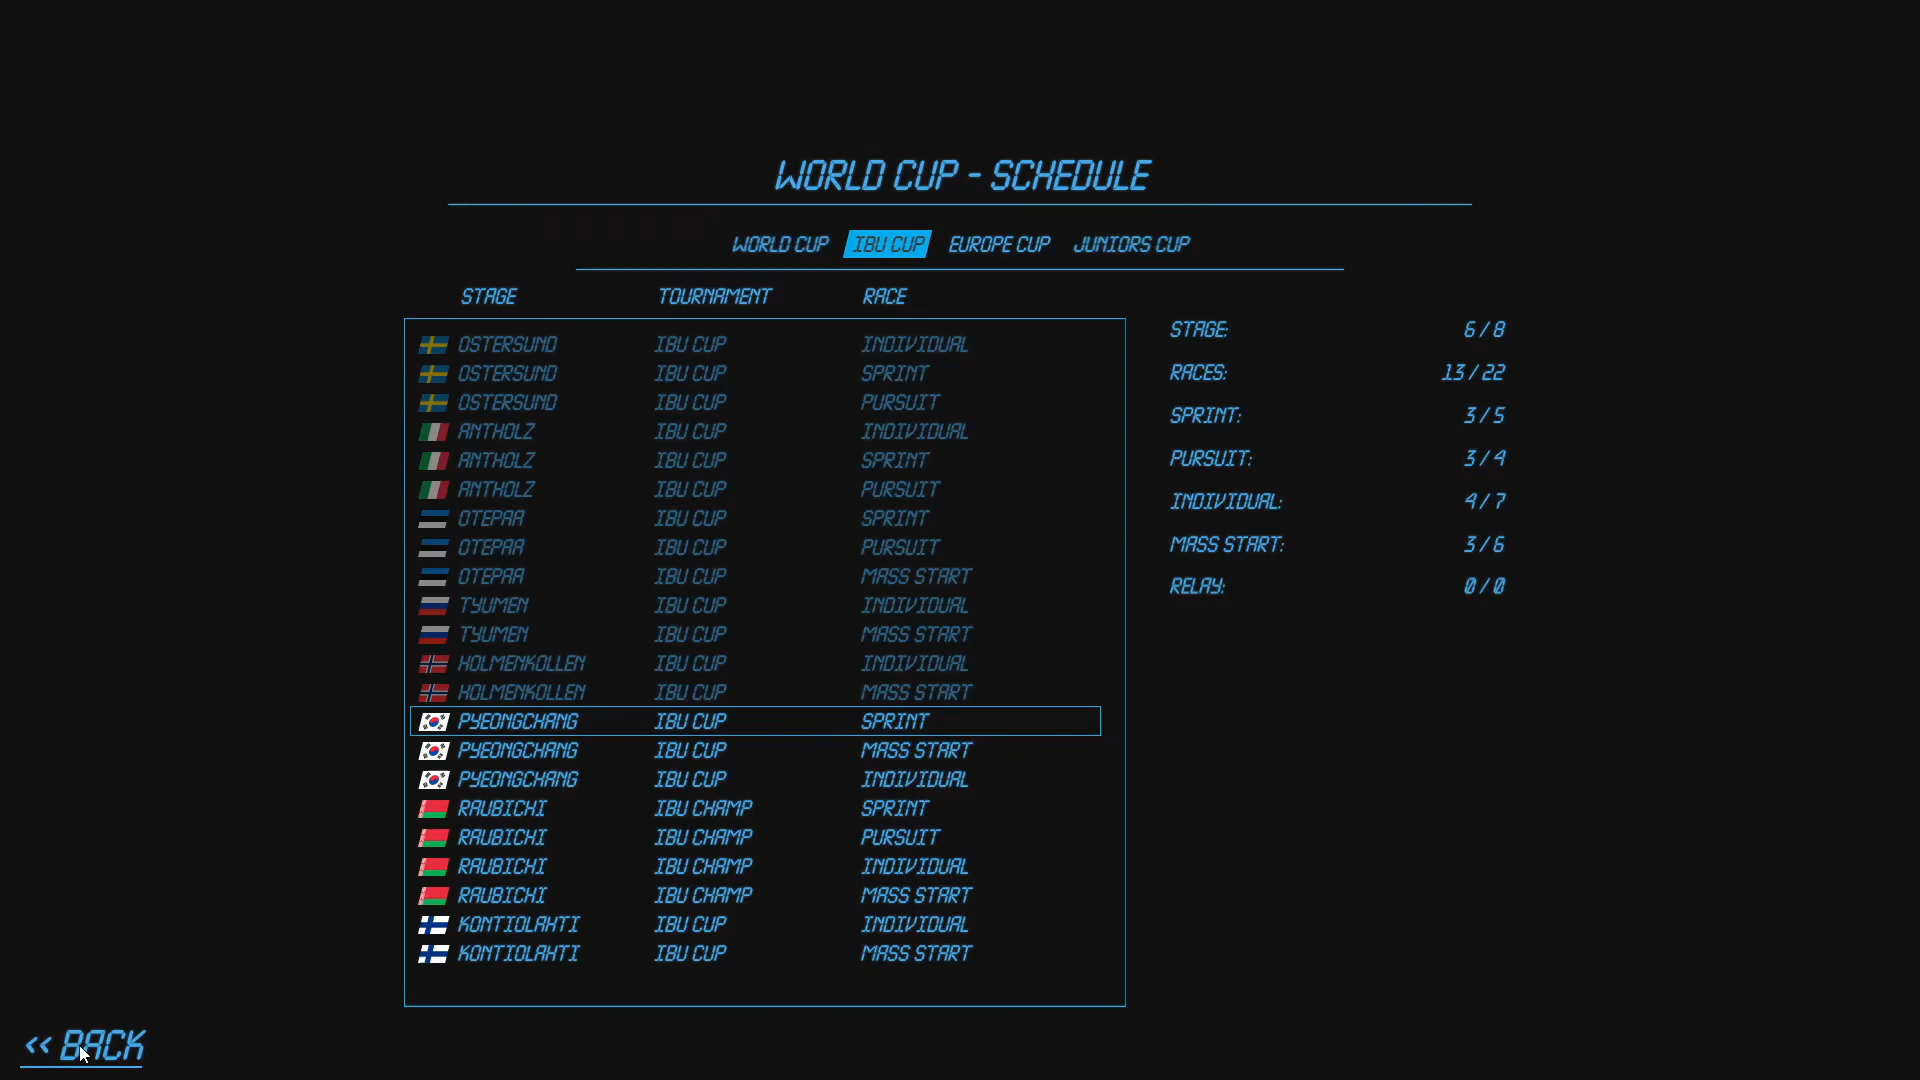 WORLD CUP - SCHEDULE
WORLD CUP IBU CUP EUROPE CUP JUNIORS CUP
STAGE TOURNAMENT RACE
OSTERSUND IBU CUP INDIVIDUAL
OSTERSUND IBU CUP SPRINT
OSTERSUND IBU CUP PURSUIT
ANTHOLZ IBU CUP INDIVIDUAL
ANTHOLZ IBU CUP SPRINT
ANTHOLZ IBU CUP PURSUIT
OTEPAA IBU CUP SPRINT
OTEPAA IBU CUP PURSUIT
OTEPAA IBU CUP MASS START
TYUMEN IBU CUP INDIVIDUAL
TYUMEN IBU CUP MASS START
HOLMENKOLLEN IBU CUP INDIVIDUAL
HOLMENKOLLEN IBU CUP MASS START
PYEONGCHANG IBU CUP SPRINT
PYEONGCHANG IBU CUP MASS START
PYEONGCHANG IBU CUP INDIVIDUAL
RAUBICHI IBU CHAMP SPRINT
RAUBICHI IBU CHAMP PURSUIT
RAUBICHI IBU CHAMP INDIVIDUAL
RAUBICHI IBU CHAMP MASS START
KONTIOLAHTI IBU CUP INDIVIDUAL
KONTIOLAHTI IBU CUP MASS START
STAGE: 6 / 8
RACES: 13 / 22
SPRINT: 3 / 5
PURSUIT: 3 / 4
INDIVIDUAL: 4 / 7
MASS START: 3 / 6
RELAY: 0 / 0
<< BACK